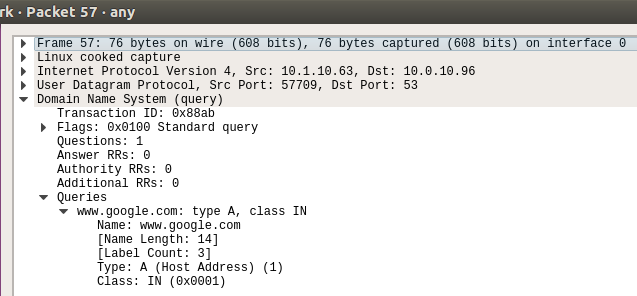 rk · Packet 57 · any
Frame 57: 76 bytes on wire (608 bits), 76 bytes captured (608 bits) on interface 0
Linux cooked capture
Internet Protocol Version 4, Src: 10.1.10.63, Dst: 10.0.10.96
User Datagram Protocol, Src Port: 57709, Dst Port: 53
Domain Name System (query)
Transaction ID: 0x88ab
Flags: 0x0100 Standard query
Questions: 1
Answer RRs: 0
Authority RRs: 0
Additional RRs: 0
Queries
www.google.com: type A, class IN
Name: www.google.com
[Name Length: 14]
[Label Count: 3]
Type: A (Host Address) (1)
Class: IN (0x0001)